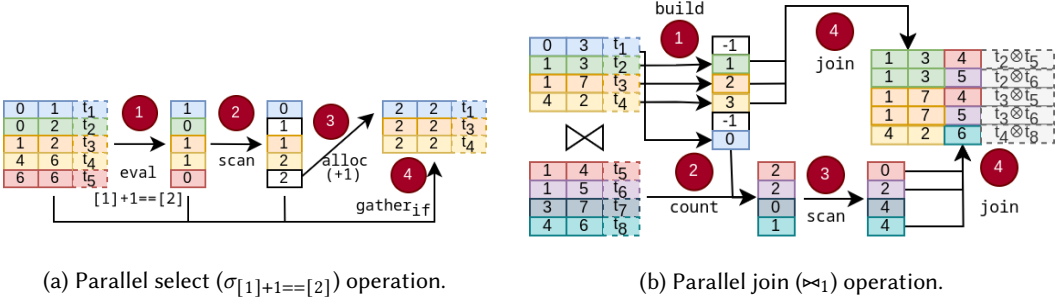 0 1 t₁
0 2 t₂
1 2 t₃
4 6 t₄
6 6 t₅
1
eval
[1]+1==[2]
1
0
1
1
0
2
scan
0
1
1
2
2
3
alloc
(+1)
2 2 t₁
2 2 t₃
2 2 t₄
4
gather_if
(a) Parallel select (σ_[1]+1==[2]) operation.
0 3 t₁
1 3 t₂
1 7 t₃
4 2 t₄
⋈
1 4 t₅
1 5 t₆
3 7 t₇
4 6 t₈
build
1
-1
1
2
3
-1
0
2
count
2
2
0
1
3
scan
0
2
4
4
4
join
1 3 4 t₂⊗t₅
1 3 5 t₂⊗t₆
1 7 4 t₃⊗t₅
1 7 5 t₃⊗t₆
4 2 6 t₄⊗t₈
4
join
(b) Parallel join (⋈₁) operation.